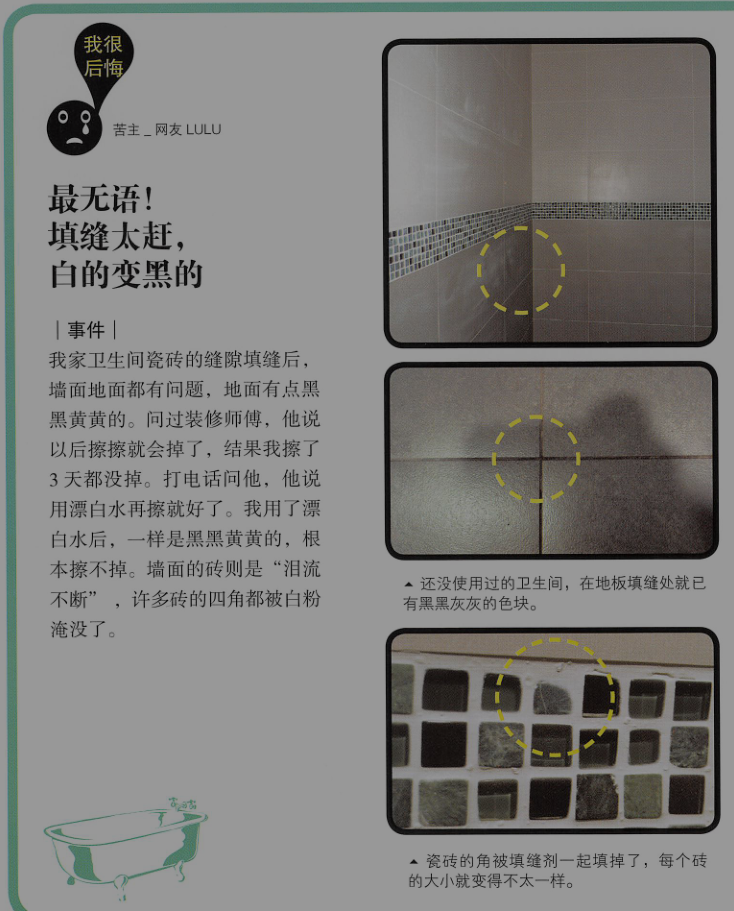 我很
后悔
苦主 _ 网友 LULU
最无语！
填缝太赶，
白的变黑的
｜事件｜
我家卫生间瓷砖的缝隙填缝后，
墙面地面都有问题，地面有点黑
黑黄黄的。问过装修师傅，他说
以后擦擦就会掉了，结果我擦了
3 天都没掉。打电话问他，他说
用漂白水再擦就好了。我用了漂
白水后，一样是黑黑黄黄的，根
本擦不掉。墙面的砖则是“泪流
不断”，许多砖的四角都被白粉
淹没了。
▲ 还没使用过的卫生间，在地板填缝处就已
有黑黑灰灰的色块。
▲ 瓷砖的角被填缝剂一起填掉了，每个砖
的大小就变得不太一样。